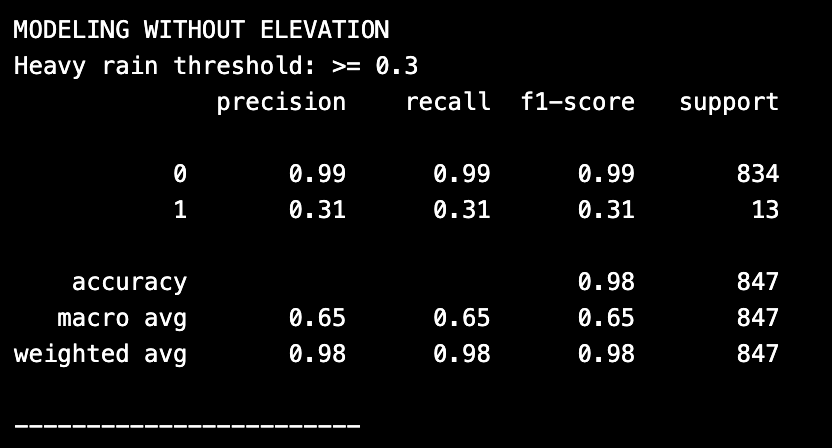 MODELING WITHOUT ELEVATION
Heavy rain threshold: >= 0.3
precision recall f1-score support
0 0.99 0.99 0.99 834
1 0.31 0.31 0.31 13
accuracy 0.98 847
macro avg 0.65 0.65 0.65 847
weighted avg 0.98 0.98 0.98 847
------------------------